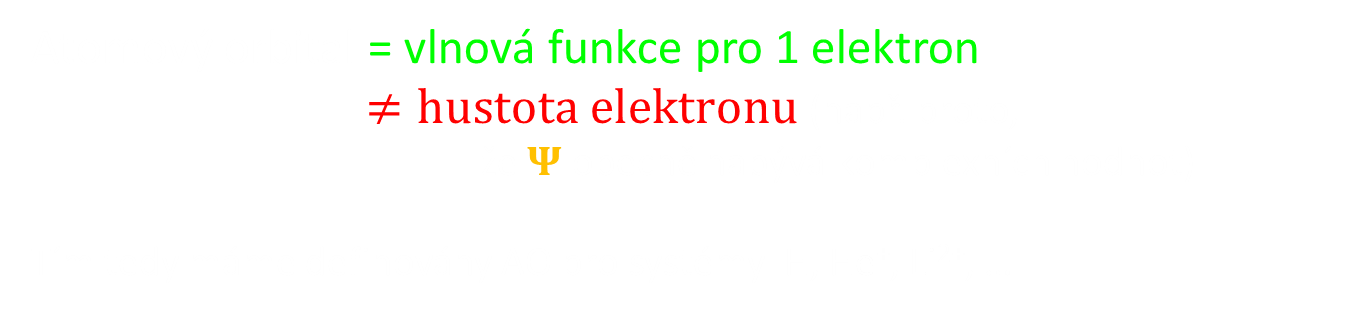 = vlnová funkce pro 1 elektron
≠ hustota elektronu
Ψ